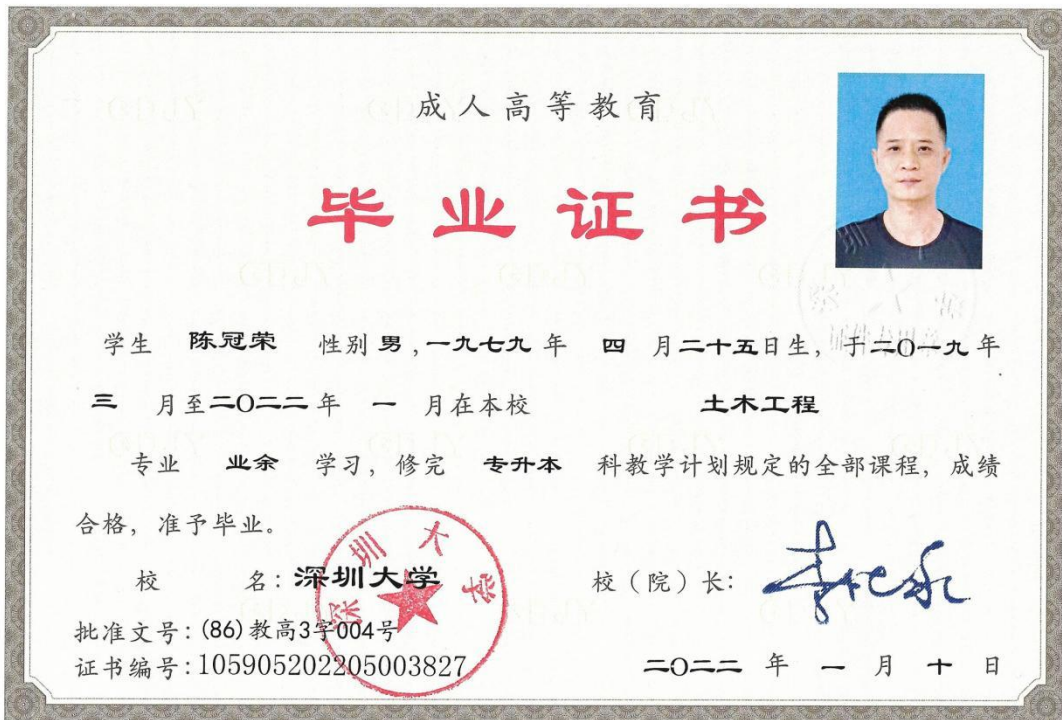 成人高等教育
毕业证书
学生 陈冠荣 性别 男,一九七九 年 四 月二十五日生, 于二〇一九年
三 月至二〇二二年 一 月在本校 土木工程
专业 业余 学习, 修完 专升本 科教学计划规定的全部课程, 成绩
合格, 准予毕业。
校 名: 深圳大学 校（院）长:
深圳大学
批准文号: (86)教高3字004号
证书编号: 105905202205003827 二〇二二 年 一 月 十 日